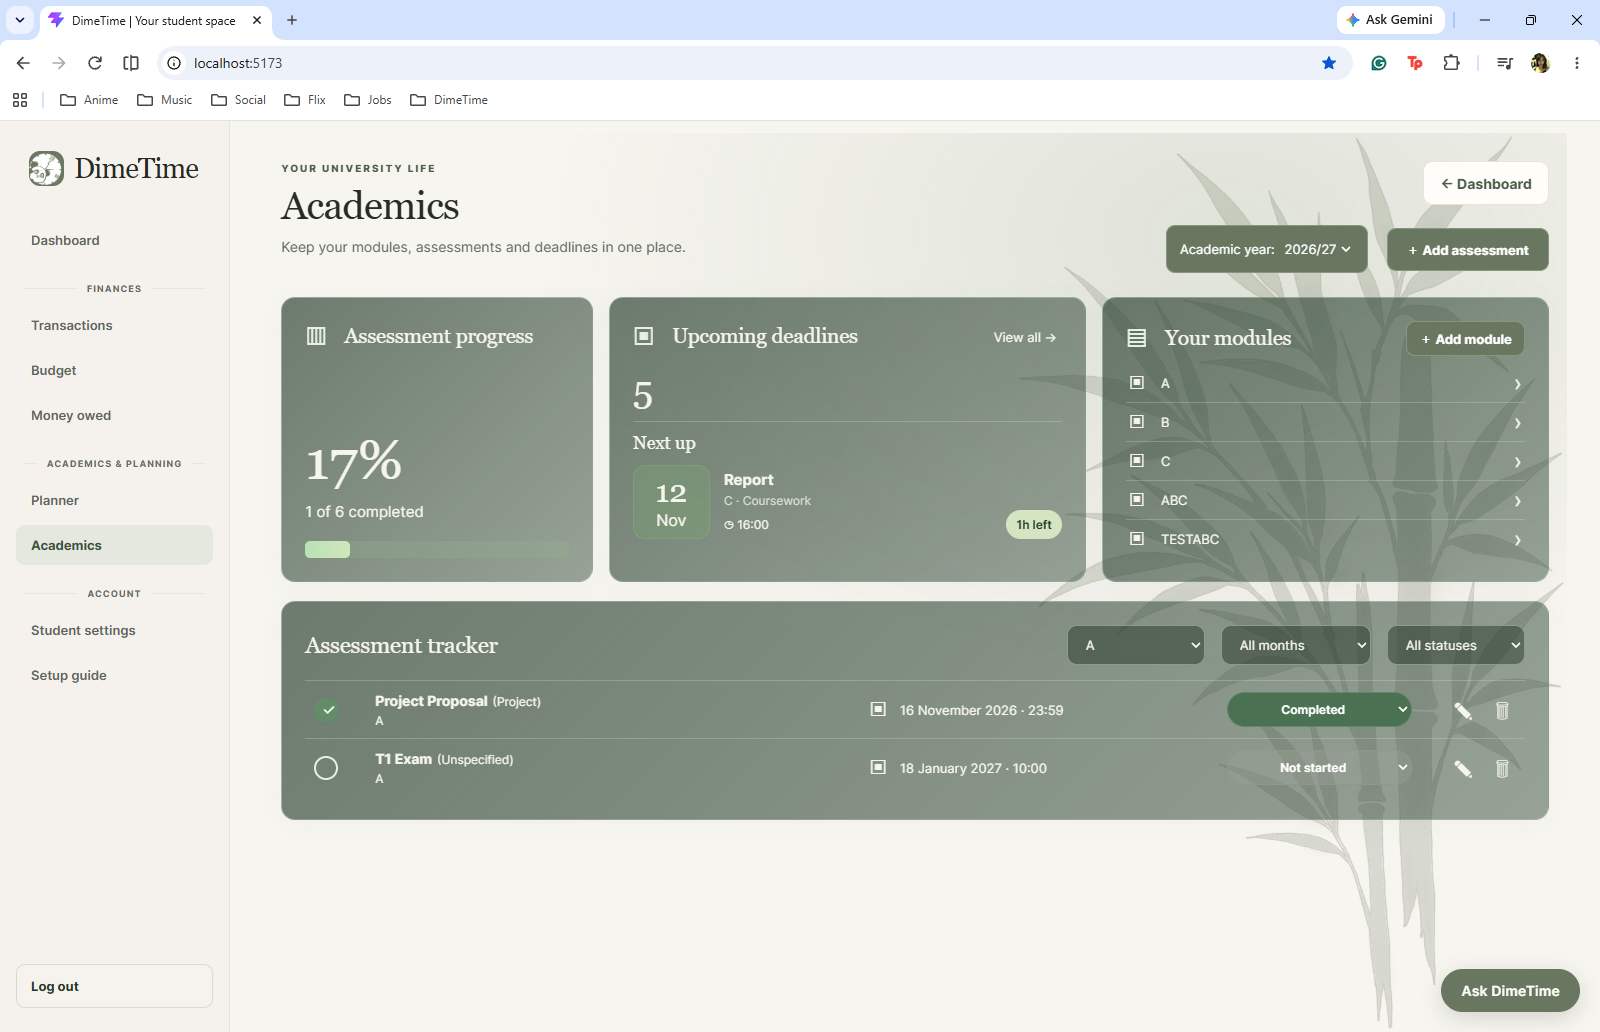 DimeTime | Your student space
Ask Gemini
localhost:5173
Anime
Music
Social
Flix
Jobs
DimeTime
DimeTime
Dashboard
FINANCES
Transactions
Budget
Money owed
ACADEMICS & PLANNING
Planner
Academics
ACCOUNT
Student settings
Setup guide
Log out
YOUR UNIVERSITY LIFE
Academics
Keep your modules, assessments and deadlines in one place.
← Dashboard
Academic year: 2026/27
+ Add assessment
Assessment progress
17%
1 of 6 completed
Upcoming deadlines
View all →
5
Next up
12
Nov
Report
C · Coursework
16:00
1h left
Your modules
+ Add module
A
B
C
ABC
TESTABC
Assessment tracker
A
All months
All statuses
Project Proposal (Project)
A
16 November 2026 · 23:59
Completed
T1 Exam (Unspecified)
A
18 January 2027 · 10:00
Not started
Ask DimeTime